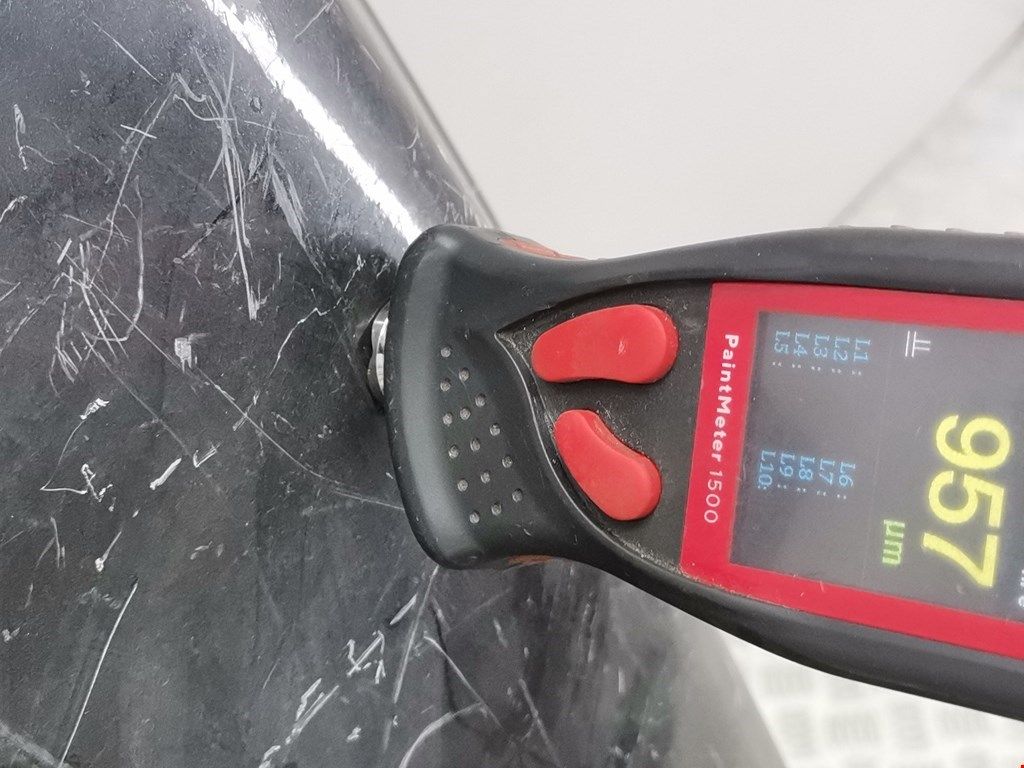 957
µm
L1 :
L2 :
L3 :
L4 :
L5 :
L6 :
L7 :
L8 :
L9 :
L10:
PaintMeter 1500